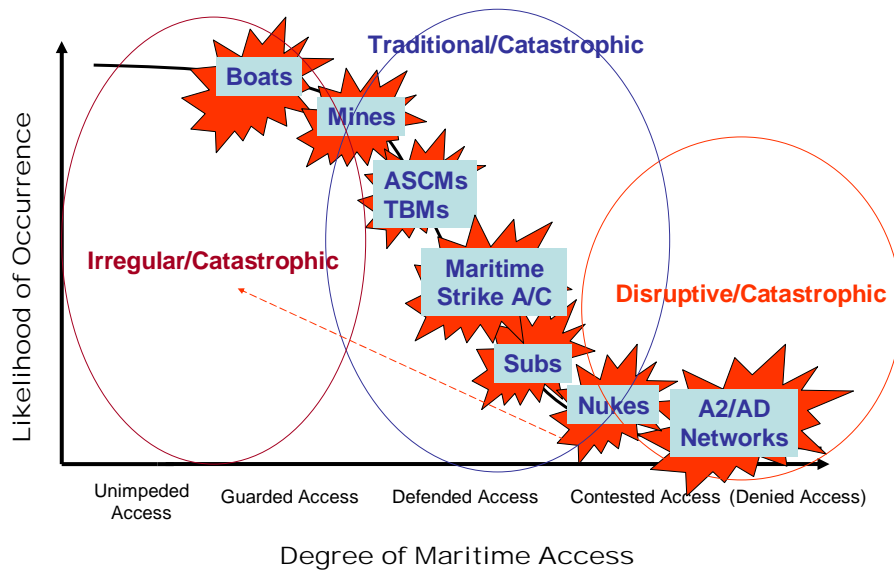 Traditional/Catastrophic
Boats
Mines
ASCMs
TBMs
Irregular/Catastrophic
Maritime
Strike A/C
Disruptive/Catastrophic
Subs
Nukes
A2/AD
Networks
Likelihood of Occurrence
Unimpeded
Access
Guarded Access
Defended Access
Contested Access
(Denied Access)
Degree of Maritime Access